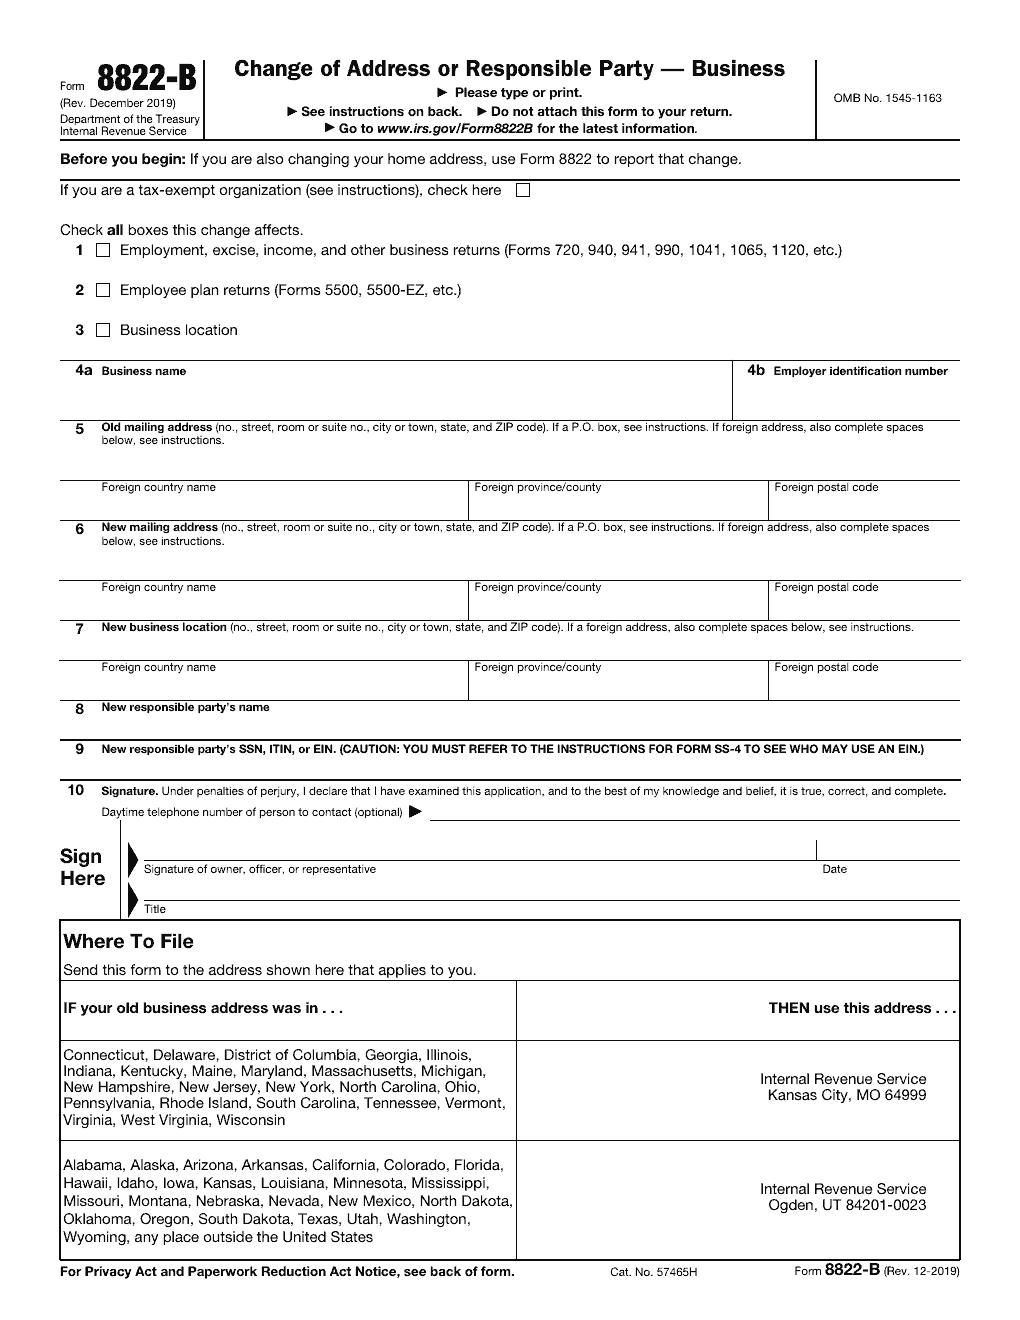 Form 8822-B
(Rev. December 2019)
Department of the Treasury
Internal Revenue Service
Change of Address or Responsible Party — Business
▶ Please type or print.
▶ See instructions on back. ▶ Do not attach this form to your return.
▶ Go to www.irs.gov/Form8822B for the latest information.
OMB No. 1545-1163
Before you begin: If you are also changing your home address, use Form 8822 to report that change.
If you are a tax-exempt organization (see instructions), check here
Check all boxes this change affects.
1 Employment, excise, income, and other business returns (Forms 720, 940, 941, 990, 1041, 1065, 1120, etc.)
2 Employee plan returns (Forms 5500, 5500-EZ, etc.)
3 Business location
4a Business name
4b Employer identification number
5 Old mailing address (no., street, room or suite no., city or town, state, and ZIP code). If a P.O. box, see instructions. If foreign address, also complete spaces
below, see instructions.
Foreign country name
Foreign province/county
Foreign postal code
6 New mailing address (no., street, room or suite no., city or town, state, and ZIP code). If a P.O. box, see instructions. If foreign address, also complete spaces
below, see instructions.
Foreign country name
Foreign province/county
Foreign postal code
7 New business location (no., street, room or suite no., city or town, state, and ZIP code). If a foreign address, also complete spaces below, see instructions.
Foreign country name
Foreign province/county
Foreign postal code
8 New responsible party's name
9 New responsible party's SSN, ITIN, or EIN. (CAUTION: YOU MUST REFER TO THE INSTRUCTIONS FOR FORM SS-4 TO SEE WHO MAY USE AN EIN.)
10 Signature. Under penalties of perjury, I declare that I have examined this application, and to the best of my knowledge and belief, it is true, correct, and complete.
Daytime telephone number of person to contact (optional) ▶
Sign
Here
Signature of owner, officer, or representative
Date
Title
Where To File
Send this form to the address shown here that applies to you.
IF your old business address was in . . .
THEN use this address . . .
Connecticut, Delaware, District of Columbia, Georgia, Illinois,
Indiana, Kentucky, Maine, Maryland, Massachusetts, Michigan,
New Hampshire, New Jersey, New York, North Carolina, Ohio,
Pennsylvania, Rhode Island, South Carolina, Tennessee, Vermont,
Virginia, West Virginia, Wisconsin
Internal Revenue Service
Kansas City, MO 64999
Alabama, Alaska, Arizona, Arkansas, California, Colorado, Florida,
Hawaii, Idaho, Iowa, Kansas, Louisiana, Minnesota, Mississippi,
Missouri, Montana, Nebraska, Nevada, New Mexico, North Dakota,
Oklahoma, Oregon, South Dakota, Texas, Utah, Washington,
Wyoming, any place outside the United States
Internal Revenue Service
Ogden, UT 84201-0023
For Privacy Act and Paperwork Reduction Act Notice, see back of form.
Cat. No. 57465H
Form 8822-B (Rev. 12-2019)